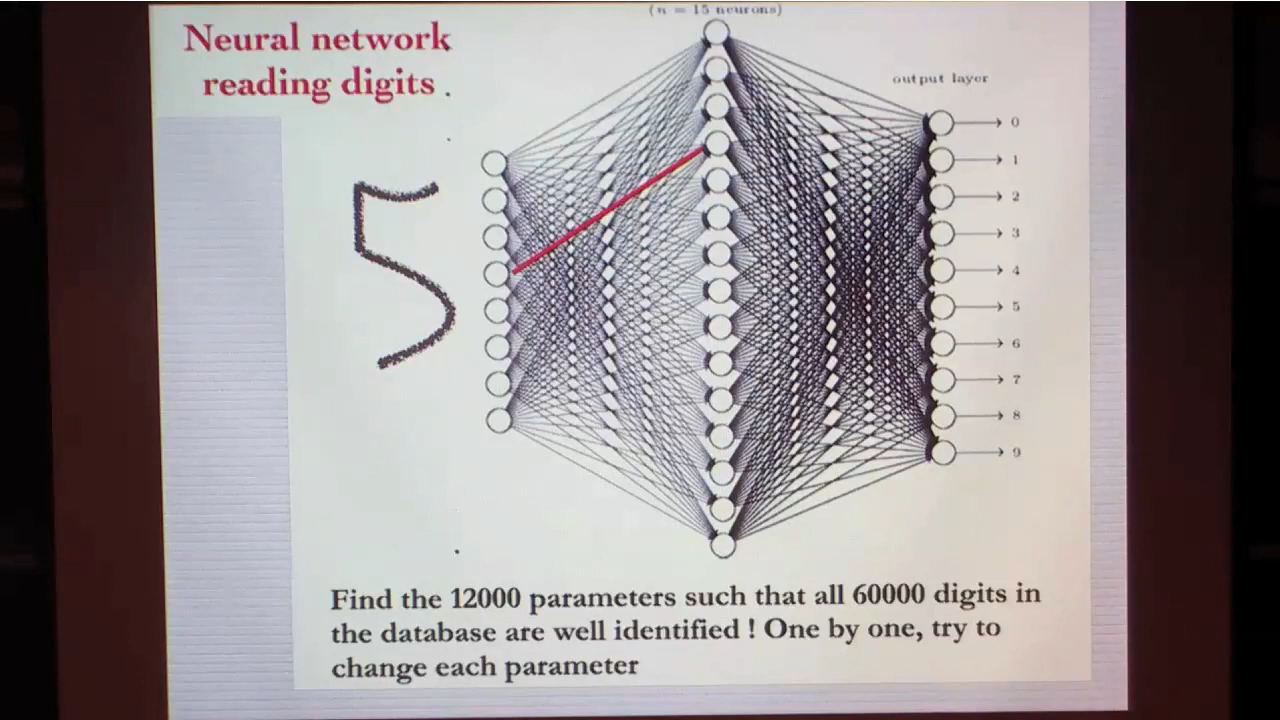 (n = 15 neurons)
Neural network
reading digits .
output layer
0
1
2
3
4
5
6
7
8
9
5
Find the 12000 parameters such that all 60000 digits in
the database are well identified ! One by one, try to
change each parameter